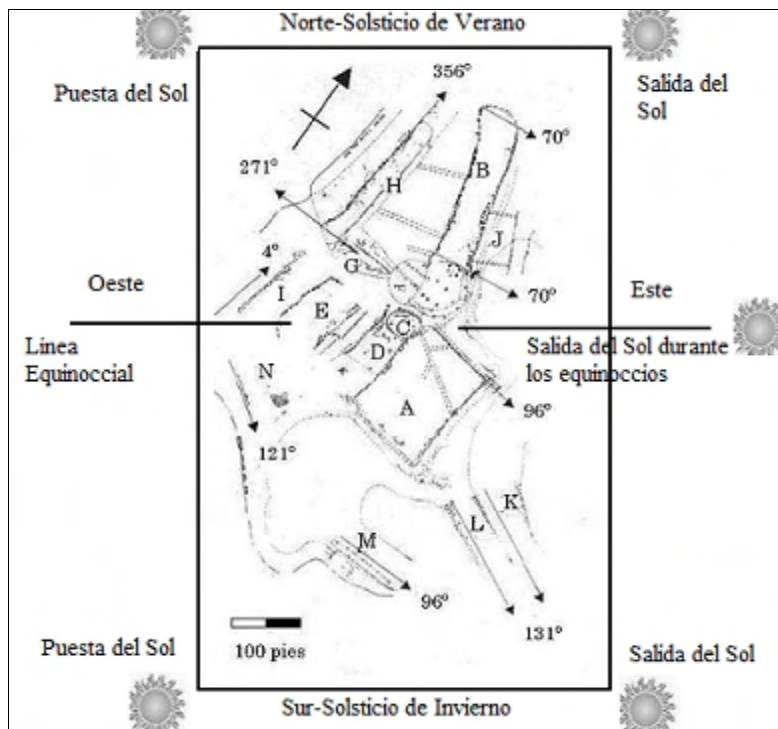 Norte-Solsticio de Verano
Puesta del Sol
Salida del
Sol
356°
70°
B
271°
H
J
4°
G
Oeste
I
E
70°
Este
C
Linea
Equinoccial
D
Salida del Sol durante
los equinoccios
N
A
96°
121°
K
L
M
96°
131°
100 pies
Puesta del Sol
Salida del Sol
Sur-Solsticio de Invierno